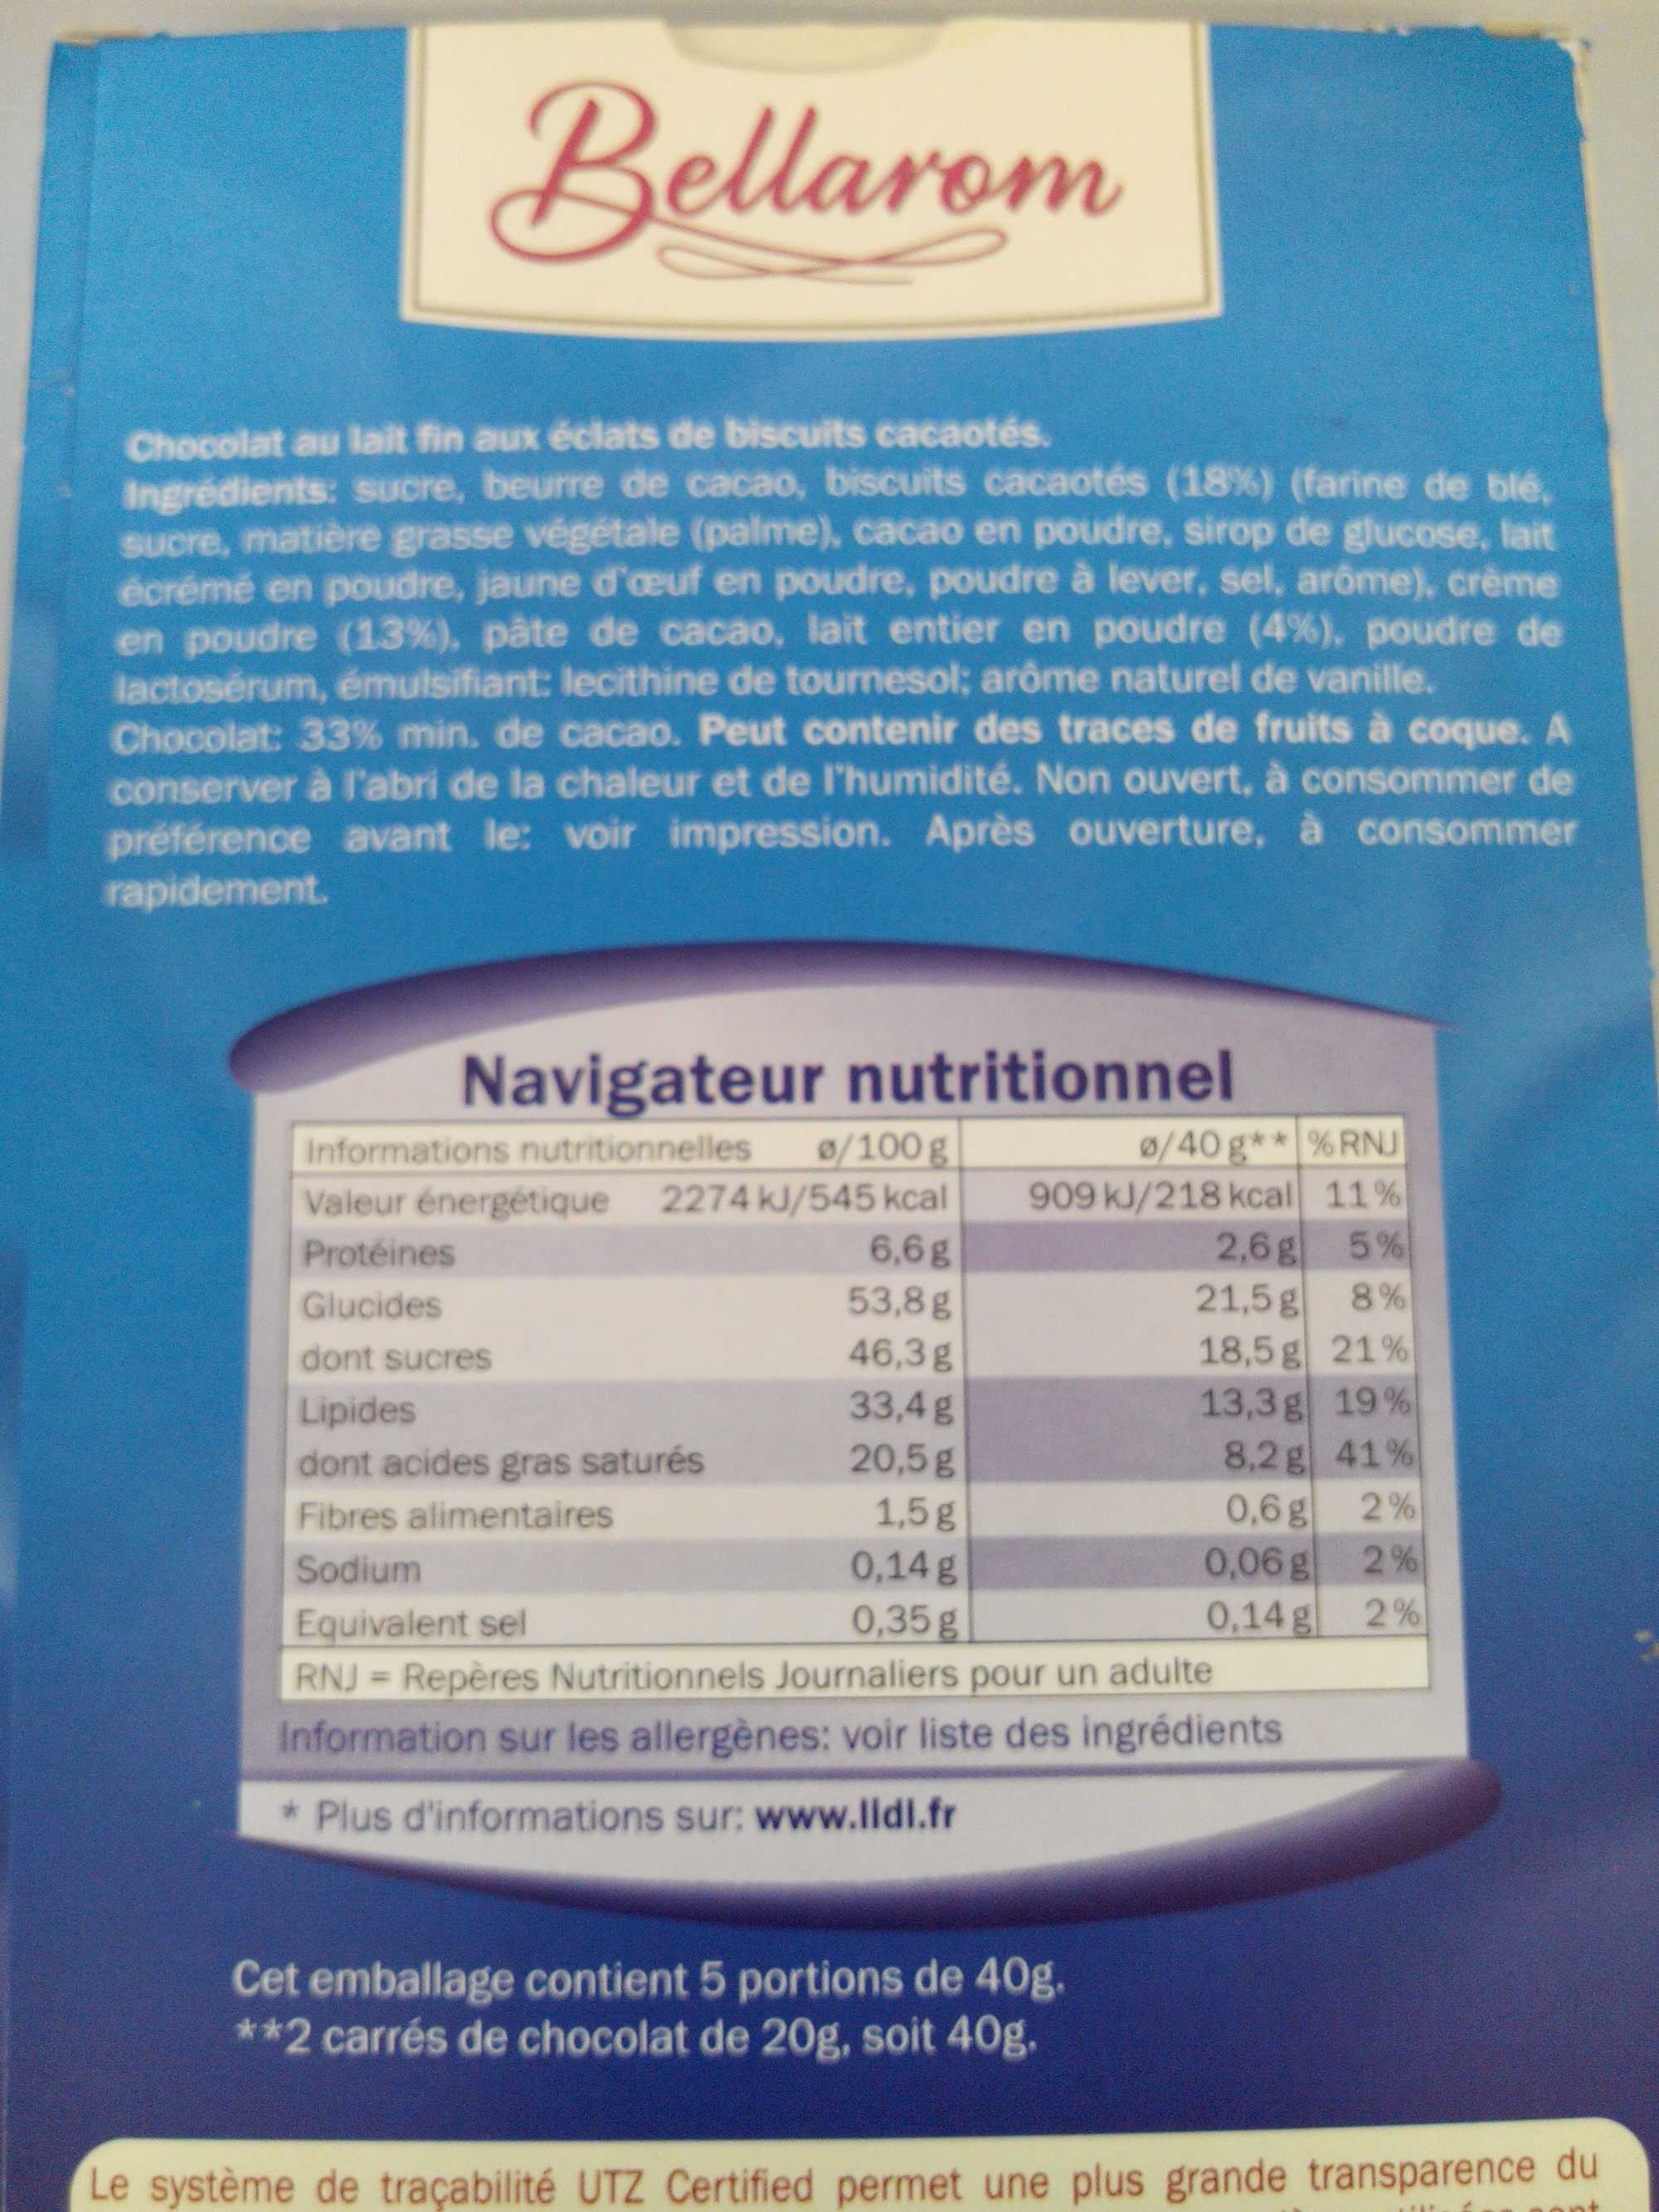 Bellarom
Chocolat au lait fin aux éclats de biscuits cacaotés.
Ingrédients: sucre, beurre de cacao, biscuits cacaotés (18%) (farine de blé,
sucre, matière grasse végétale (palme), cacao en poudre, sirop de glucose, lait
écrémé en poudre, jaune d'œuf en poudre, poudre à lever, sel, arôme), crème
en poudre (13%), pâte de cacao, lait entier en poudre (4%), poudre de
lactosérum, émulsifiant: lecithine de tournesol; arôme naturel de vanille.
Chocolat: 33% min. de cacao. Peut contenir des traces de fruits à coque. A
conserver à l'abri de la chaleur et de l'humidité. Non ouvert, à consommer de
préférence avant le: voir impression. Après ouverture, à consommer
rapidement.
Navigateur nutritionnel
Informations nutritionnelles ø/100 g ø/40 g** %RNJ
Valeur énergétique 2274 kJ/545 kcal 909 kJ/218 kcal 11%
Protéines 6,6 g 2,6 g 5%
Glucides 53,8 g 21,5 g 8%
dont sucres 46,3 g 18,5 g 21%
Lipides 33,4 g 13,3 g 19%
dont acides gras saturés 20,5 g 8,2 g 41%
Fibres alimentaires 1,5 g 0,6 g 2%
Sodium 0,14 g 0,06 g 2%
Equivalent sel 0,35 g 0,14 g 2%
RNJ = Repères Nutritionnels Journaliers pour un adulte
Information sur les allergènes: voir liste des ingrédients
* Plus d'informations sur: www.lidl.fr
Cet emballage contient 5 portions de 40g.
**2 carrés de chocolat de 20g, soit 40g.
Le système de traçabilité UTZ Certified permet une plus grande transparence du